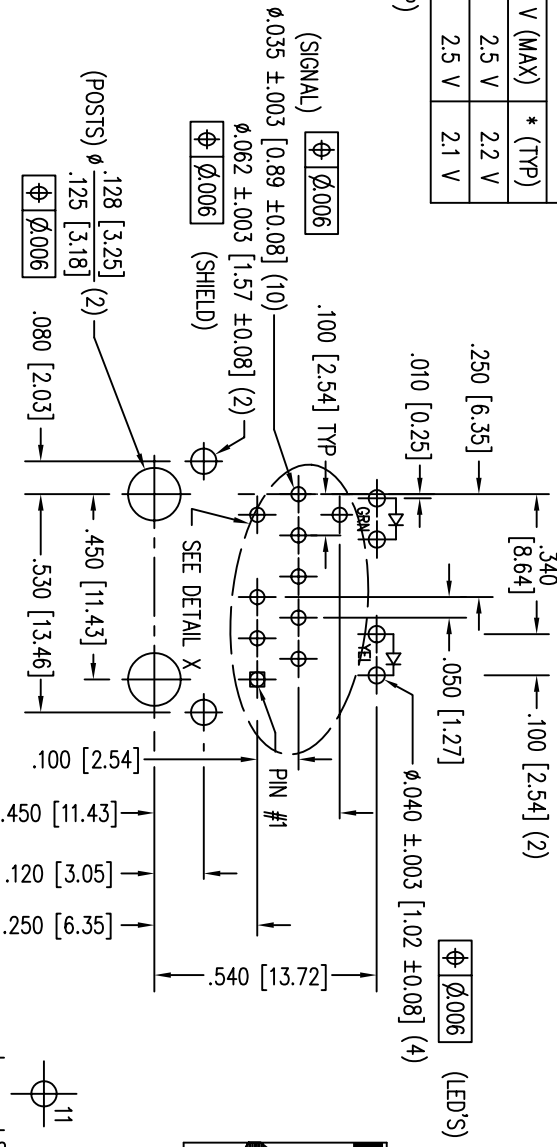 V (MAX)
* (TYP)
2.5 V
2.2 V
2.5 V
2.1 V
P)
(SIGNAL)
ø.035 ±.003 [0.89 ±0.08] (10)
⌖ Ø.006
ø.062 ±.003 [1.57 ±0.08] (2)
(SHIELD)
⌖ Ø.006
(POSTS) ø .128 [3.25]
.125 [3.18] (2)
⌖ Ø.006
.100 [2.54] TYP
.010 [0.25]
.250 [6.35]
.340
[8.64]
.100 [2.54] (2)
.050 [1.27]
ø.040 ±.003 [1.02 ±0.08] (4)
⌖ Ø.006
(LED'S)
GRN
YEL
.080 [2.03]
.450 [11.43]
.530 [13.46]
SEE DETAIL X
PIN #1
.100 [2.54]
.450 [11.43]
.120 [3.05]
.250 [6.35]
.540 [13.72]
11